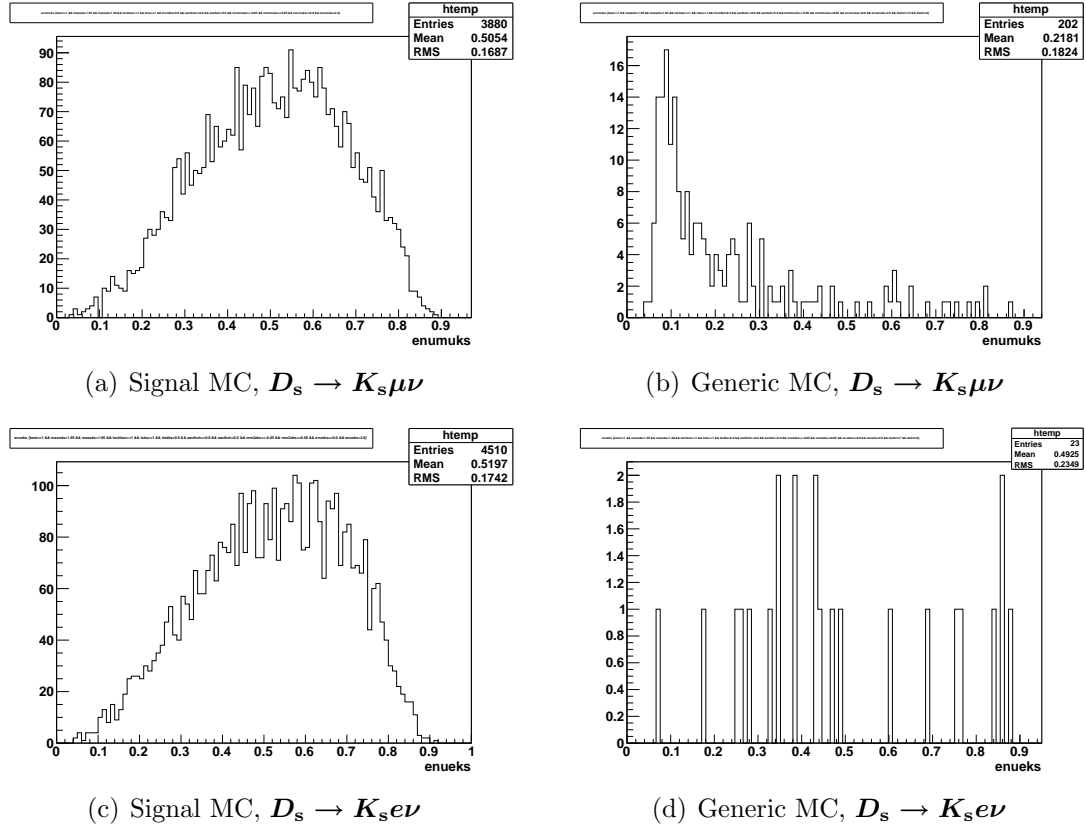 htemp
Entries 3880
Mean 0.5054
RMS 0.1687
90
80
70
60
50
40
30
20
10
0
0 0.1 0.2 0.3 0.4 0.5 0.6 0.7 0.8 0.9
enumuks
(a) Signal MC, Dₛ → Kₛμν
htemp
Entries 202
Mean 0.2181
RMS 0.1824
16
14
12
10
8
6
4
2
0
0 0.1 0.2 0.3 0.4 0.5 0.6 0.7 0.8 0.9
enumuks
(b) Generic MC, Dₛ → Kₛμν
htemp
Entries 4510
Mean 0.5197
RMS 0.1742
100
80
60
40
20
0
0 0.1 0.2 0.3 0.4 0.5 0.6 0.7 0.8 0.9 1
enueks
(c) Signal MC, Dₛ → Kₛeν
htemp
Entries 23
Mean 0.4925
RMS 0.2349
2
1.8
1.6
1.4
1.2
1
0.8
0.6
0.4
0.2
0
0 0.1 0.2 0.3 0.4 0.5 0.6 0.7 0.8 0.9
enueks
(d) Generic MC, Dₛ → Kₛeν